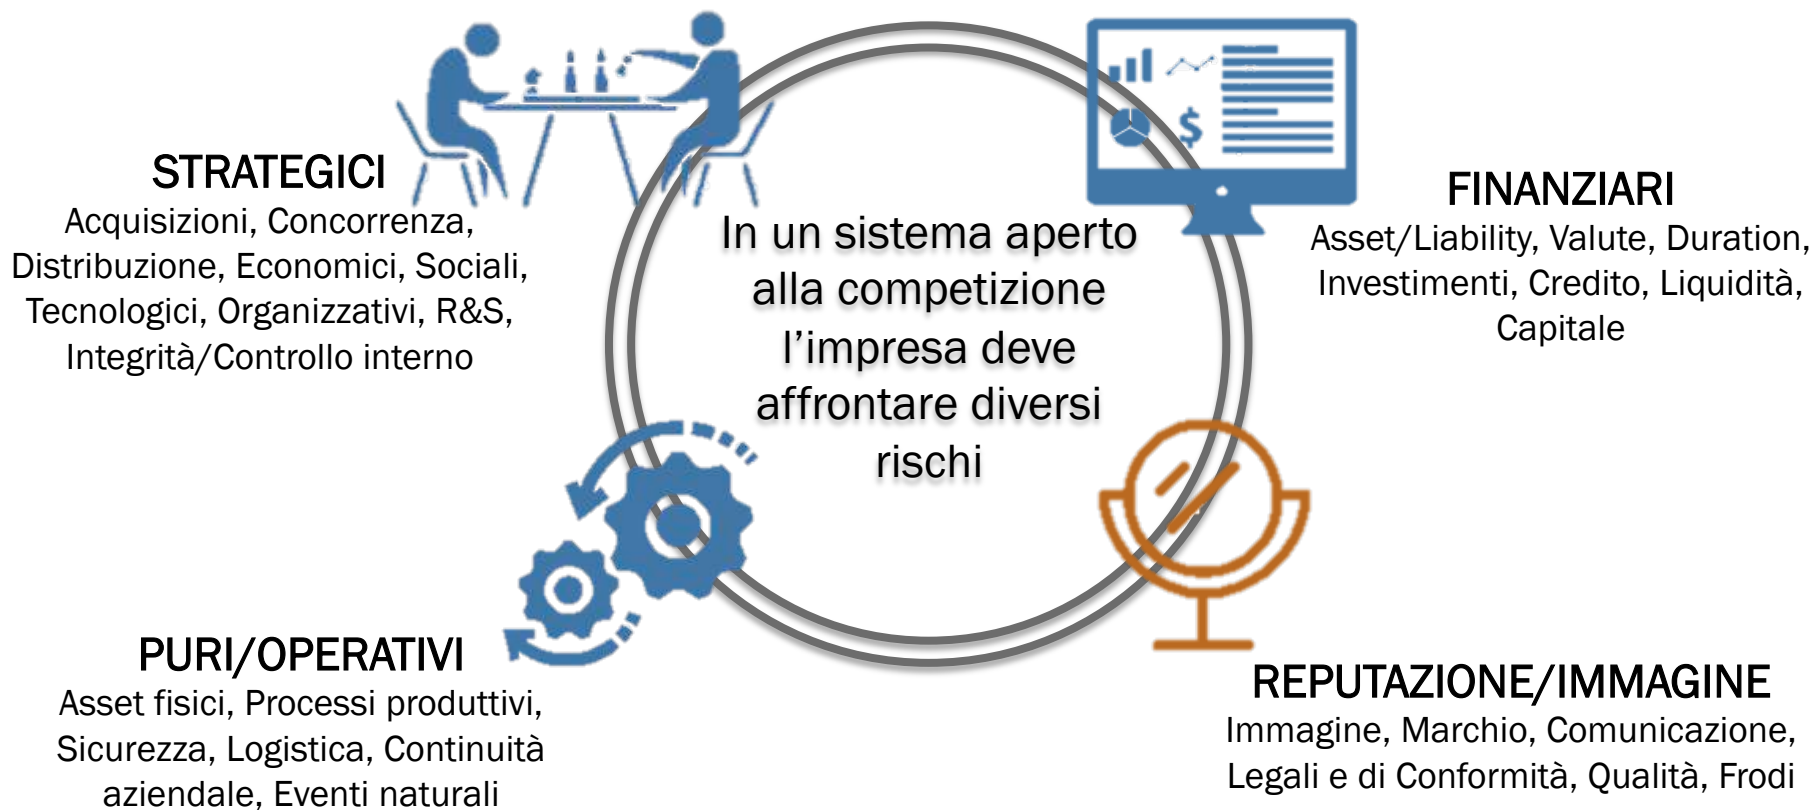 STRATEGICI
Acquisizioni, Concorrenza,
Distribuzione, Economici, Sociali,
Tecnologici, Organizzativi, R&S,
Integrità/Controllo interno
$
FINANZIARI
Asset/Liability, Valute, Duration,
Investimenti, Credito, Liquidità,
Capitale
In un sistema aperto
alla competizione
l’impresa deve
affrontare diversi
rischi
PURI/OPERATIVI
Asset fisici, Processi produttivi,
Sicurezza, Logistica, Continuità
aziendale, Eventi naturali
REPUTAZIONE/IMMAGINE
Immagine, Marchio, Comunicazione,
Legali e di Conformità, Qualità, Frodi